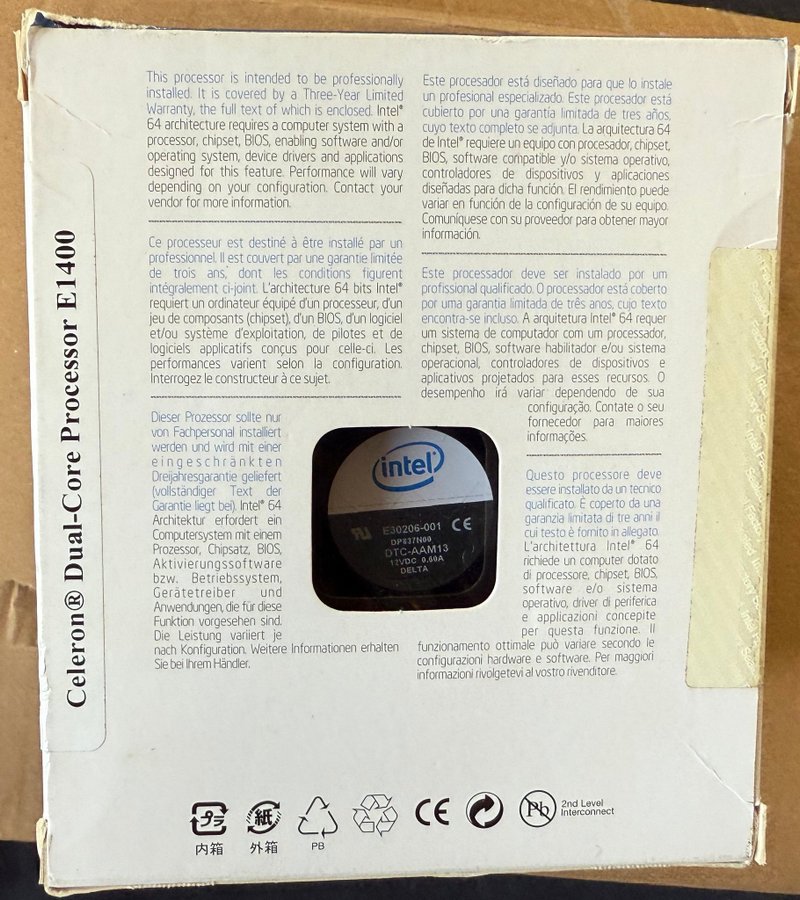 This processor is intended to be professionally
installed. It is covered by a Three-Year Limited
Warranty, the full text of which is enclosed. Intel®
64 architecture requires a computer system with a
processor, chipset, BIOS, enabling software and/or
operating system, device drivers and applications
designed for this feature. Performance will vary
depending on your configuration. Contact your
vendor for more information.
Ce processeur est destiné à être installé par un
professionnel. Il est couvert par une garantie limitée
de trois ans, dont les conditions figurent
intégralement ci-joint. L'architecture 64 bits Intel®
requiert un ordinateur équipé d'un processeur, d'un
jeu de composants (chipset), d'un BIOS, d'un logiciel
et/ou système d'exploitation, de pilotes et de
logiciels applicatifs conçus pour celle-ci. Les
performances varient selon la configuration.
Interrogez le constructeur à ce sujet.
Dieser Prozessor sollte nur
von Fachpersonal installiert
werden und wird mit einer
eingeschränkten
Dreijahresgarantie geliefert
(vollständiger Text der
Garantie liegt bei). Intel® 64
Architektur erfordert ein
Computersystem mit einem
Prozessor, Chipsatz, BIOS,
Aktivierungssoftware
bzw. Betriebssystem,
Gerätetreiber und
Anwendungen, die für diese
Funktion vorgesehen sind.
Die Leistung variiert je
nach Konfiguration. Weitere Informationen erhalten
Sie bei Ihrem Händler.
Este procesador está diseñado para que lo instale
un profesional especializado. Este procesador está
cubierto por una garantía limitada de tres años,
cuyo texto completo se adjunta. La arquitectura 64
de Intel® requiere un equipo con procesador, chipset,
BIOS, software compatible y/o sistema operativo,
controladores de dispositivos y aplicaciones
diseñadas para dicha función. El rendimiento puede
variar en función de la configuración de su equipo.
Comuníquese con su proveedor para obtener mayor
información.
Este processador deve ser instalado por um
profissional qualificado. O processador está coberto
por uma garantia limitada de três anos, cujo texto
encontra-se incluso. A arquitetura Intel® 64 requer
um sistema de computador com um processador,
chipset, BIOS, software habilitador e/ou sistema
operacional, controladores de dispositivos e
aplicativos projetados para esses recursos. O
desempenho irá variar dependendo de sua
configuração. Contate o seu
fornecedor para maiores
informações.
Questo processore deve
essere installato da un tecnico
qualificato. È coperto da una
garanzia limitata di tre anni il
cui testo è fornito in allegato.
L'architettura Intel® 64
richiede un computer dotato
di processore, chipset, BIOS,
software e/o sistema
operativo, driver di periferica
e applicazioni concepite
per questa funzione. Il
funzionamento ottimale può variare secondo le
configurazioni hardware e software. Per maggiori
informazioni rivolgetevi al vostro rivenditore.
Celeron® Dual-Core Processor E1400
intel®
E30206-001 CE
DP837N00
DTC-AAM13
12VDC 0.60A
DELTA
プラ
内箱
紙
外箱
PB
CE
Pb
2nd Level
Interconnect